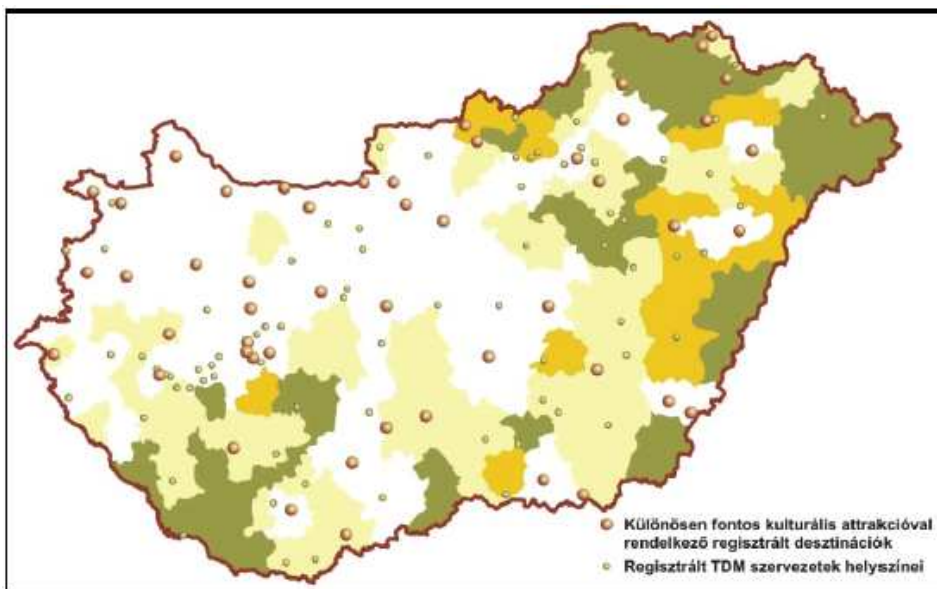 Különösen fontos kulturális attrakcióval
rendelkező regisztrált desztinációk
Regisztrált TDM szervezetek helyszínei